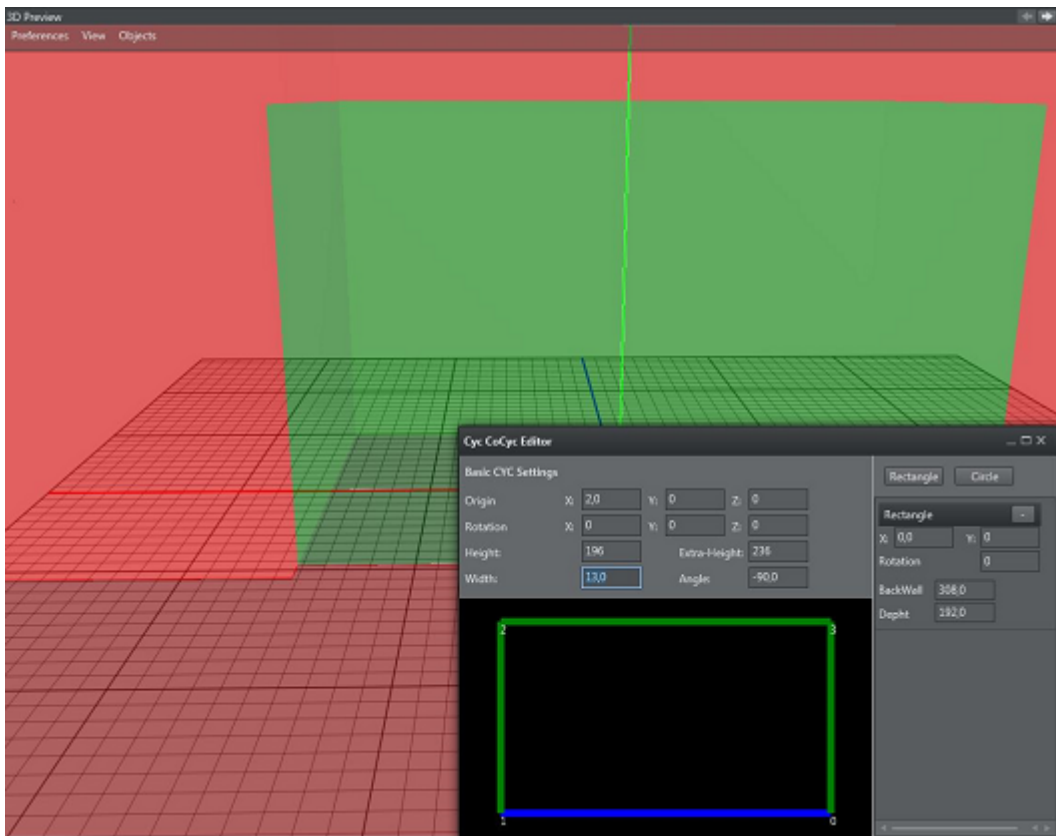 3D Preview
Preferences View Objects
Cyc CoCyc Editor
Basic CYC Settings
Origin X: 2,0 Y: 0 Z: 0
Rotation X: 0 Y: 0 Z: 0
Height: 196 Extra-Height: 236
Width: 13,0 Angle: -90,0
Rectangle Circle
Rectangle -
X: 0,0 Y: 0
Rotation 0
BackWall 308,0
Depht 192,0
2 3
1 0